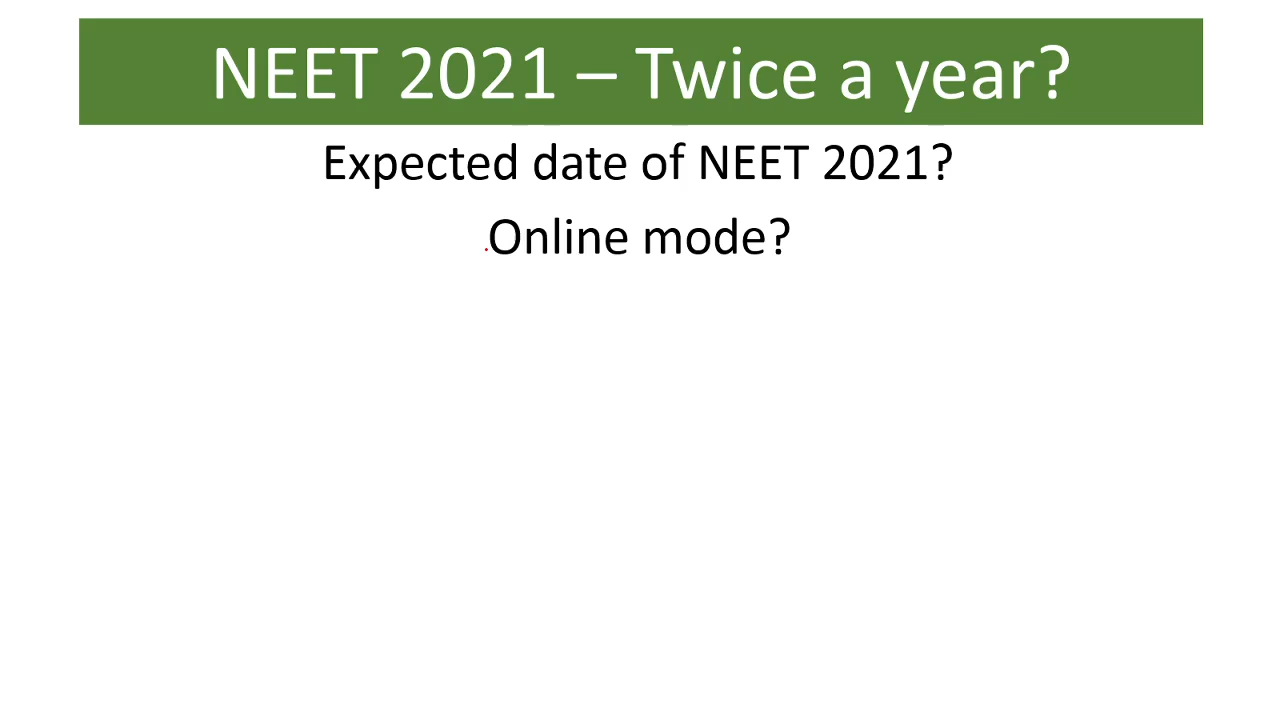 NEET 2021 – Twice a year?
Expected date of NEET 2021?
Online mode?